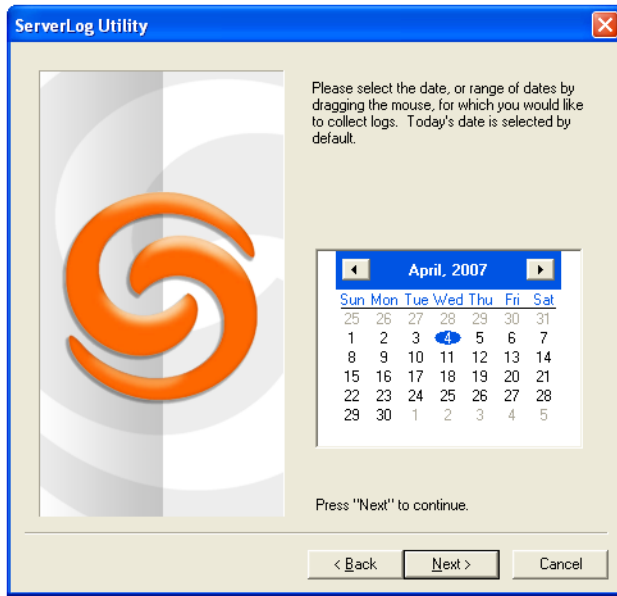 ServerLog Utility
Please select the date, or range of dates by
dragging the mouse, for which you would like
to collect logs. Today's date is selected by
default.
April, 2007
Sun Mon Tue Wed Thu Fri Sat
25 26 27 28 29 30 31
1 2 3 4 5 6 7
8 9 10 11 12 13 14
15 16 17 18 19 20 21
22 23 24 25 26 27 28
29 30 1 2 3 4 5
Press "Next" to continue.
< Back Next > Cancel